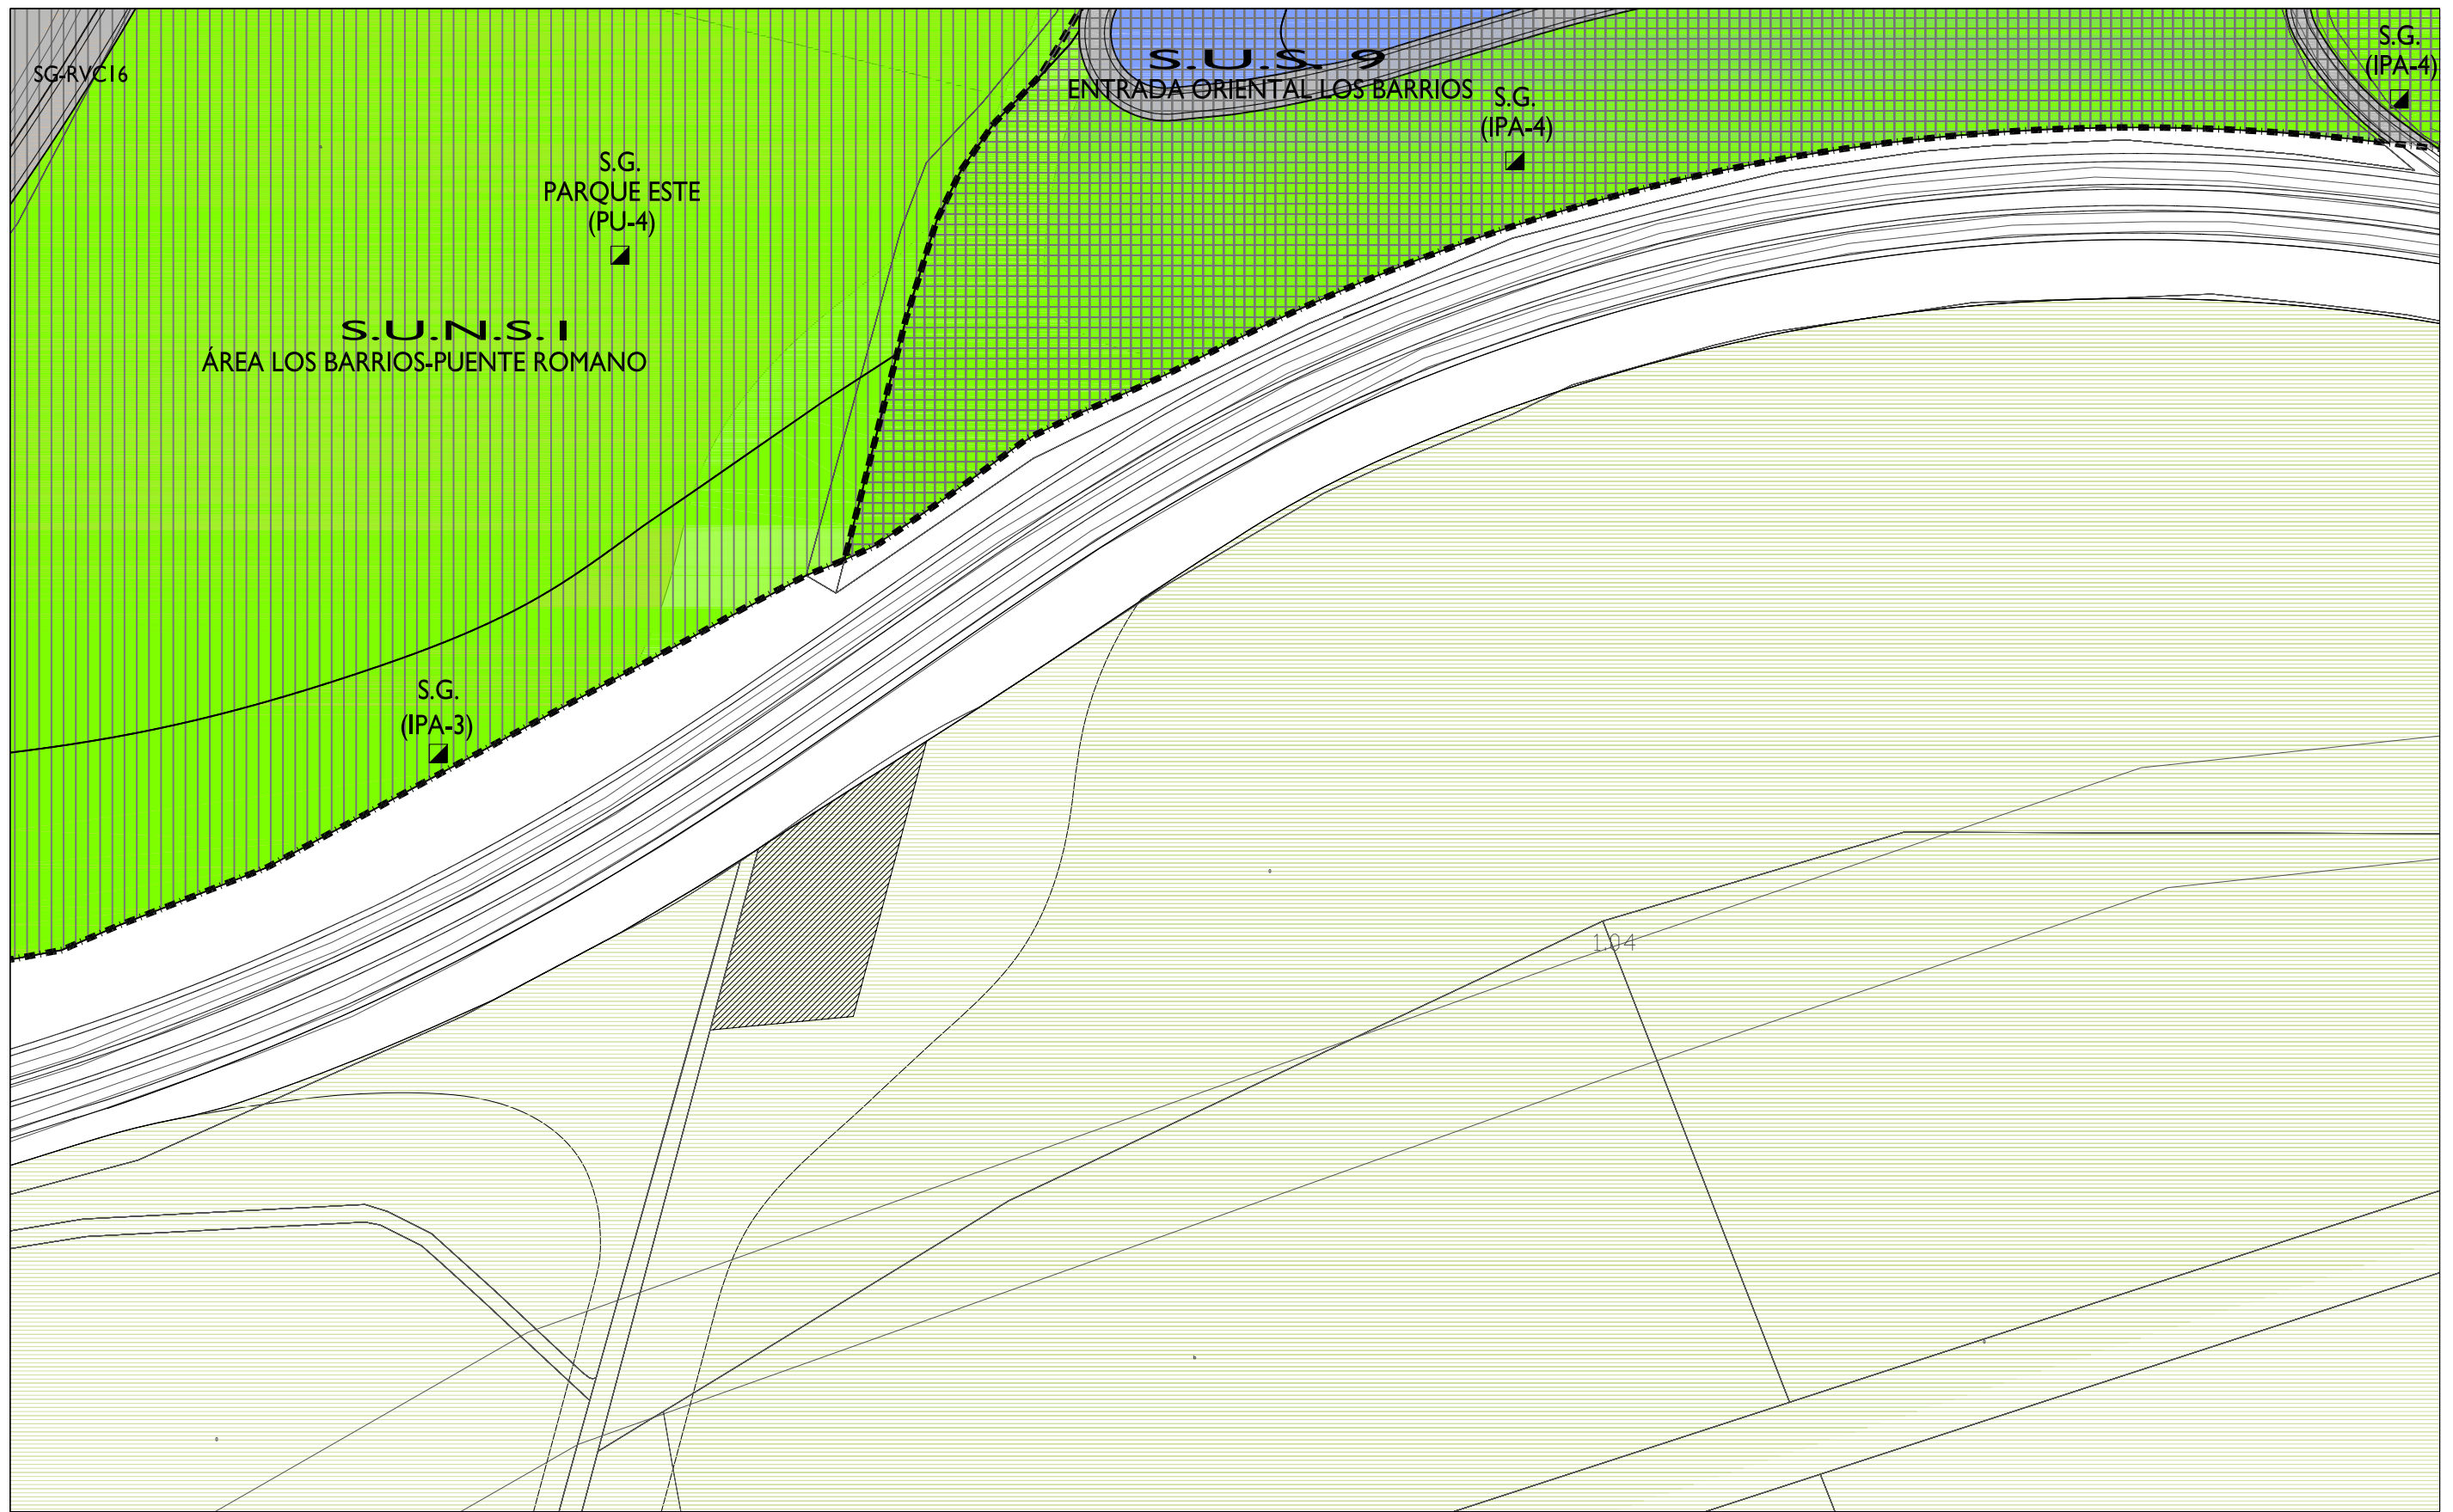 SG-RVC16
S.U.S. 9
ENTRADA ORIENTAL LOS BARRIOS
S.G.
(IPA-4)
S.G.
(IPA-4)
S.G.
PARQUE ESTE
(PU-4)
S.U.N.S. I
ÁREA LOS BARRIOS-PUENTE ROMANO
S.G.
(IPA-3)
1.04